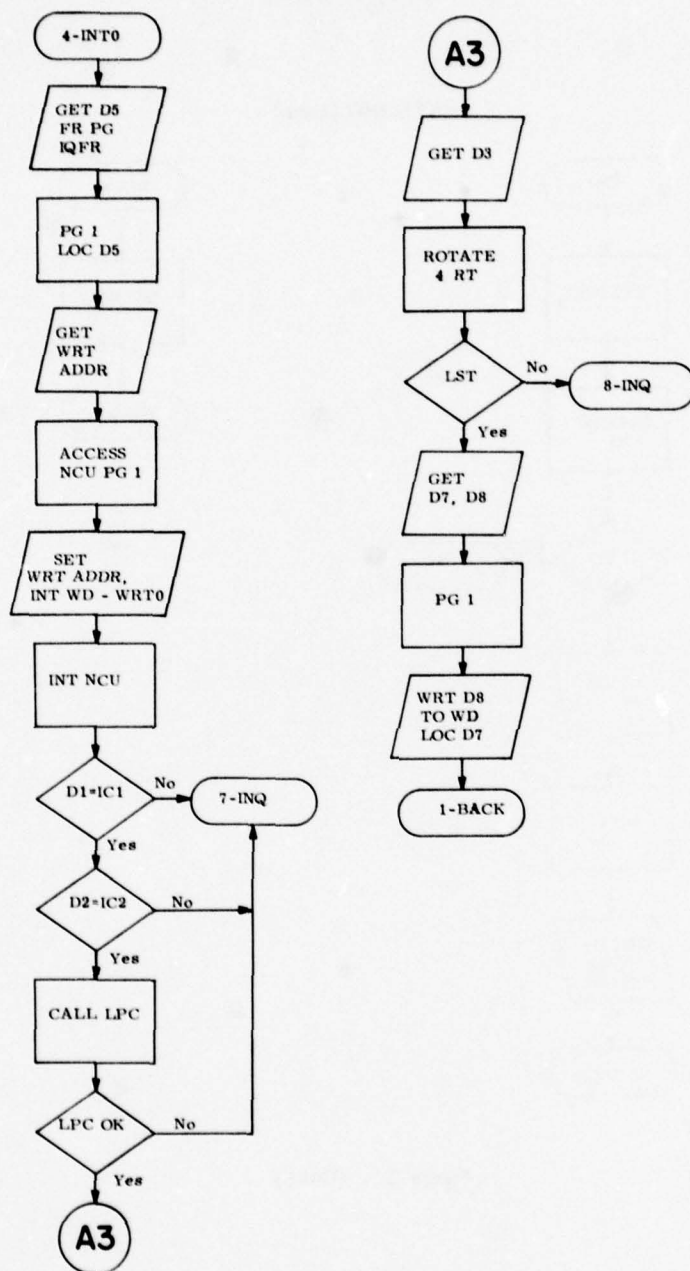 4-INT0
GET D5
FR PG
IQFR
PG 1
LOC D5
GET
WRT
ADDR
ACCESS
NCU PG 1
SET
WRT ADDR,
INT WD - WRT0
INT NCU
D1=IC1
No
7-INQ
Yes
D2=IC2
No
Yes
CALL LPC
LPC OK
No
Yes
A3
A3
GET D3
ROTATE
4 RT
LST
No
8-INQ
Yes
GET
D7, D8
PG 1
WRT D8
TO WD
LOC D7
1-BACK